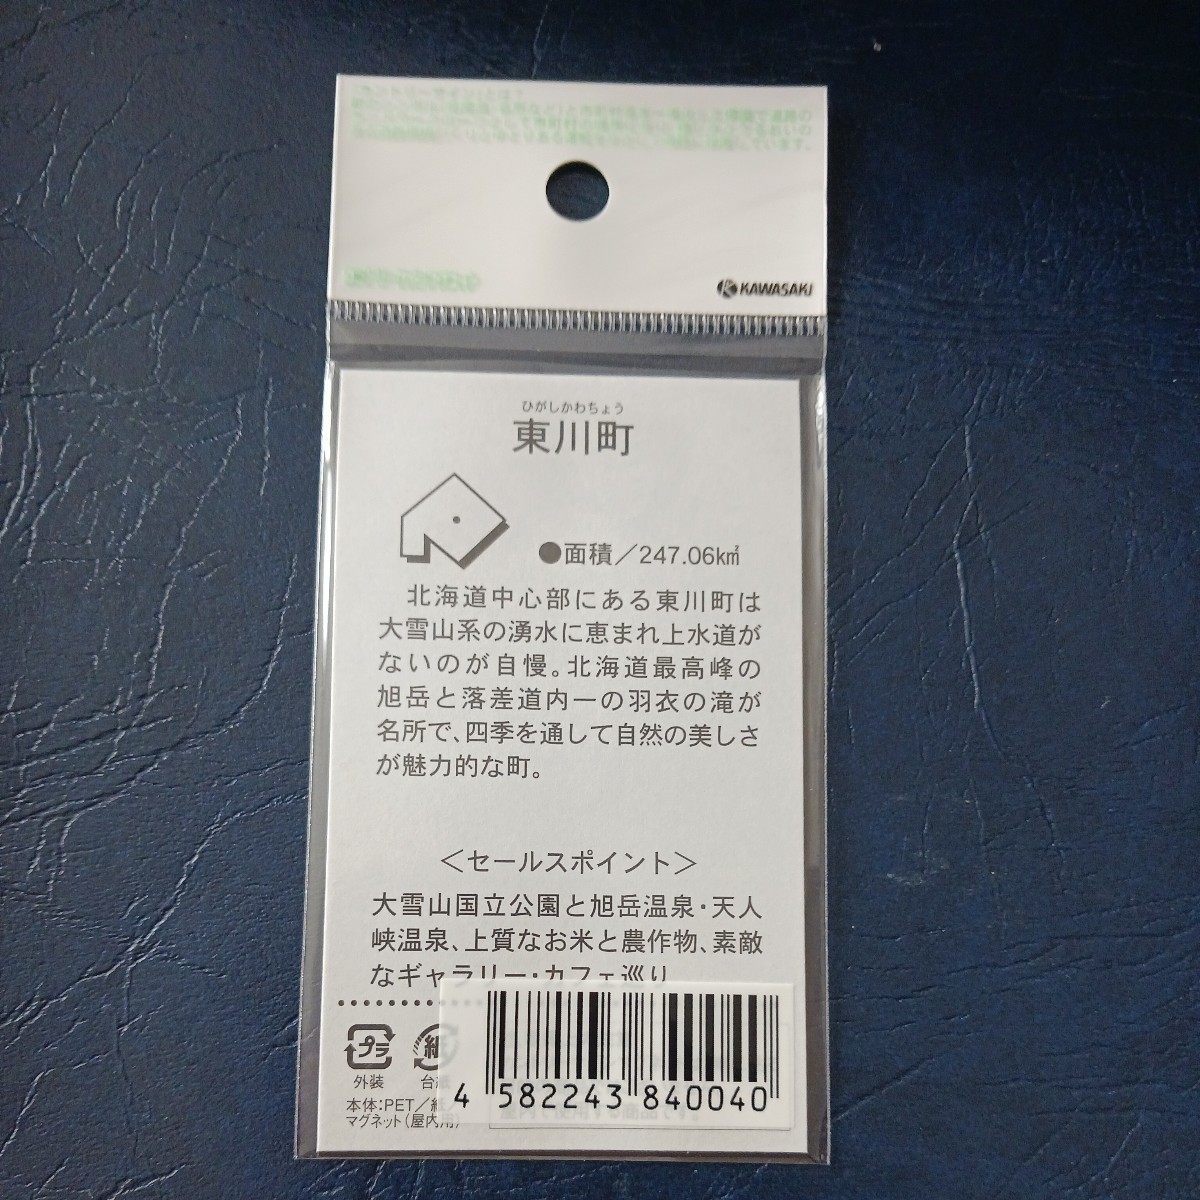 KAWASAKI
ひがしかわちょう
東川町
●面積／247.06㎢
北海道中心部にある東川町は
大雪山系の湧水に恵まれ上水道が
ないのが自慢。北海道最高峰の
旭岳と落差道内一の羽衣の滝が
名所で、四季を通して自然の美しさ
が魅力的な町。
＜セールスポイント＞
大雪山国立公園と旭岳温泉・天人
峡温泉、上質なお米と農作物、素敵
なギャラリー・カフェ巡り
プラ
紙
外装
台
本体：PET／紙／
マグネット（屋内用）
4 582243 840040